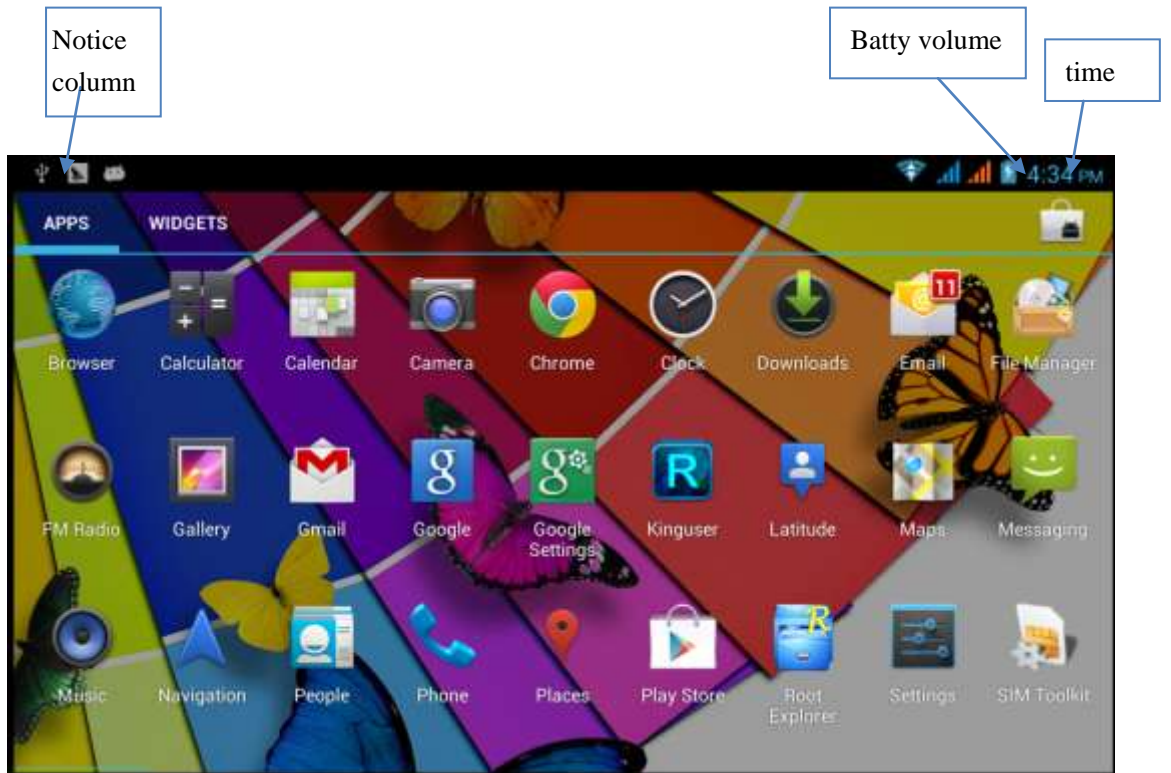 Notice
column
Batty volume
time
4:34 PM
APPS WIDGETS
11
Browser Calculator Calendar Camera Chrome Clock Downloads Email File Manager
FM Radio Gallery Gmail Google Google Settings Kinguser Latitude Maps Messaging
Music Navigation People Phone Places Play Store Root Explorer Settings SIM Toolkit